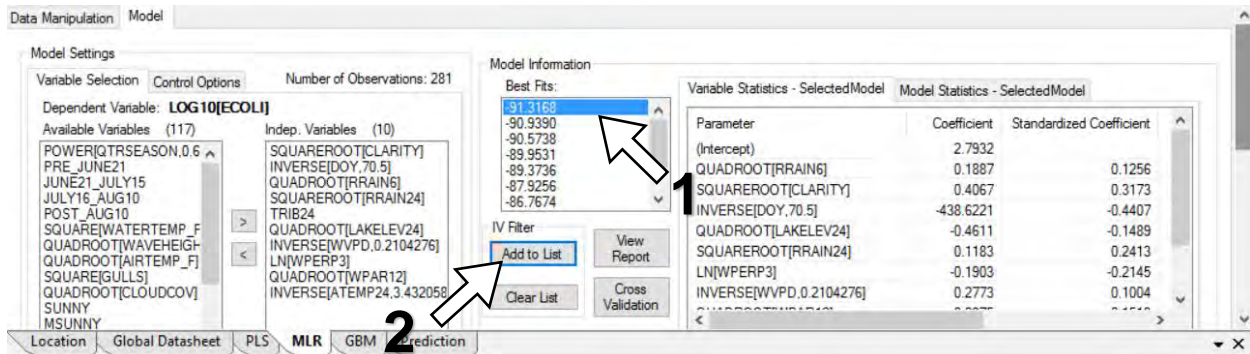 Data Manipulation Model
Model Settings
Variable Selection Control Options Number of Observations: 281
Dependent Variable: LOG10[ECOLI]
Available Variables (117)
POWER[QTRSEASON,0.6
PRE_JUNE21
JUNE21_JULY15
JULY16_AUG10
POST_AUG10
SQUARE[WATERTEMP_F
QUADROOT[WAVEHEIGH
QUADROOT[AIRTEMP_F]
SQUARE[GULLS]
QUADROOT[CLOUDCOV]
SUNNY
MSUNNY
>
<
Indep. Variables (10)
SQUAREROOT[CLARITY]
INVERSE[DOY,70.5]
QUADROOT[RRAIN6]
SQUAREROOT[RRAIN24]
TRIB24
QUADROOT[LAKELEV24]
INVERSE[WVPD,0.2104276]
LN[WPERP3]
QUADROOT[WPAR12]
INVERSE[ATEMP24,3.432058
Model Information
Best Fits:
-91.3168
-90.9390
-90.5738
-89.9531
-89.3736
-87.9256
-86.7674
1
IV Filter
Add to List
View Report
Clear List
Cross Validation
2
Variable Statistics - SelectedModel Model Statistics - SelectedModel
Parameter Coefficient Standardized Coefficient
(Intercept) 2.7932
QUADROOT[RRAIN6] 0.1887 0.1256
SQUAREROOT[CLARITY] 0.4067 0.3173
INVERSE[DOY,70.5] -438.6221 -0.4407
QUADROOT[LAKELEV24] -0.4611 -0.1489
SQUAREROOT[RRAIN24] 0.1183 0.2413
LN[WPERP3] -0.1903 -0.2145
INVERSE[WVPD,0.2104276] 0.2773 0.1004
Location Global Datasheet PLS MLR GBM Prediction